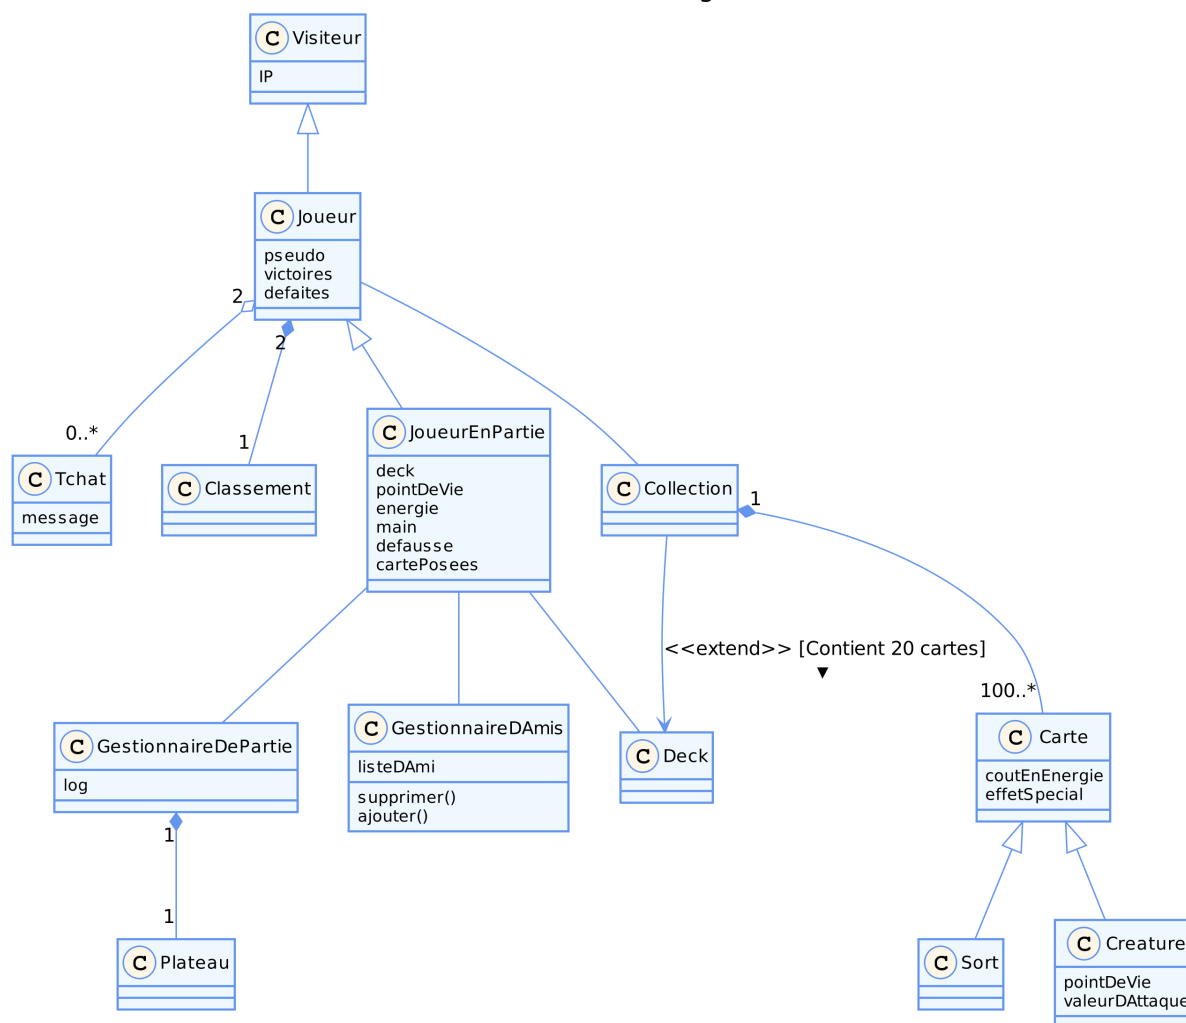 C Visiteur
IP
C Joueur
pseudo
victoires
defaites
2
2
0..*
1
C Tchat
message
C Classement
C JoueurEnPartie
deck
pointDeVie
energie
main
defausse
cartePosees
C Collection
1
<<extend>> [Contient 20 cartes]
▼
100..*
C GestionnaireDePartie
log
C GestionnaireDAmis
listeDAmi
supprimer()
ajouter()
C Deck
C Carte
coutEnEnergie
effetSpecial
1
1
C Plateau
C Sort
C Creature
pointDeVie
valeurDAttaque